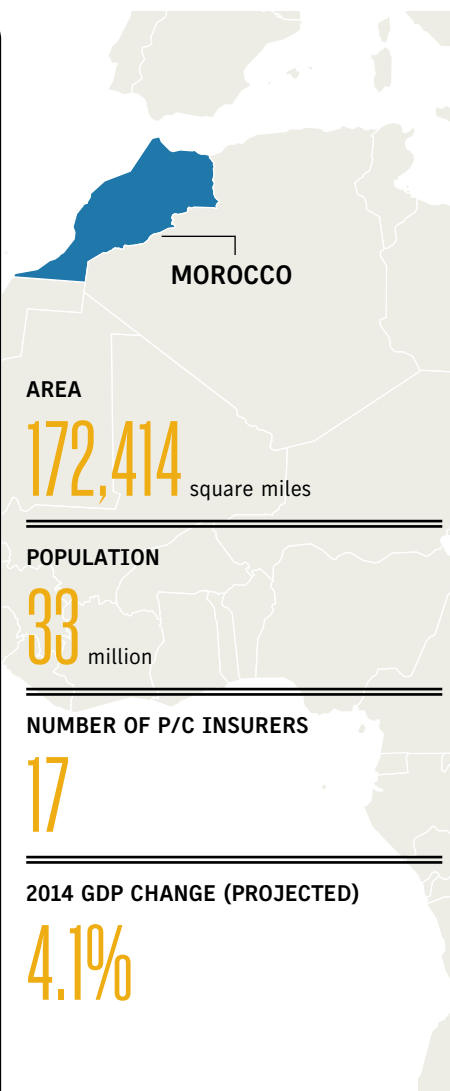 MOROCCO
AREA
172,414 square miles
POPULATION
33 million
NUMBER OF P/C INSURERS
17
2014 GDP CHANGE (PROJECTED)
4.1%